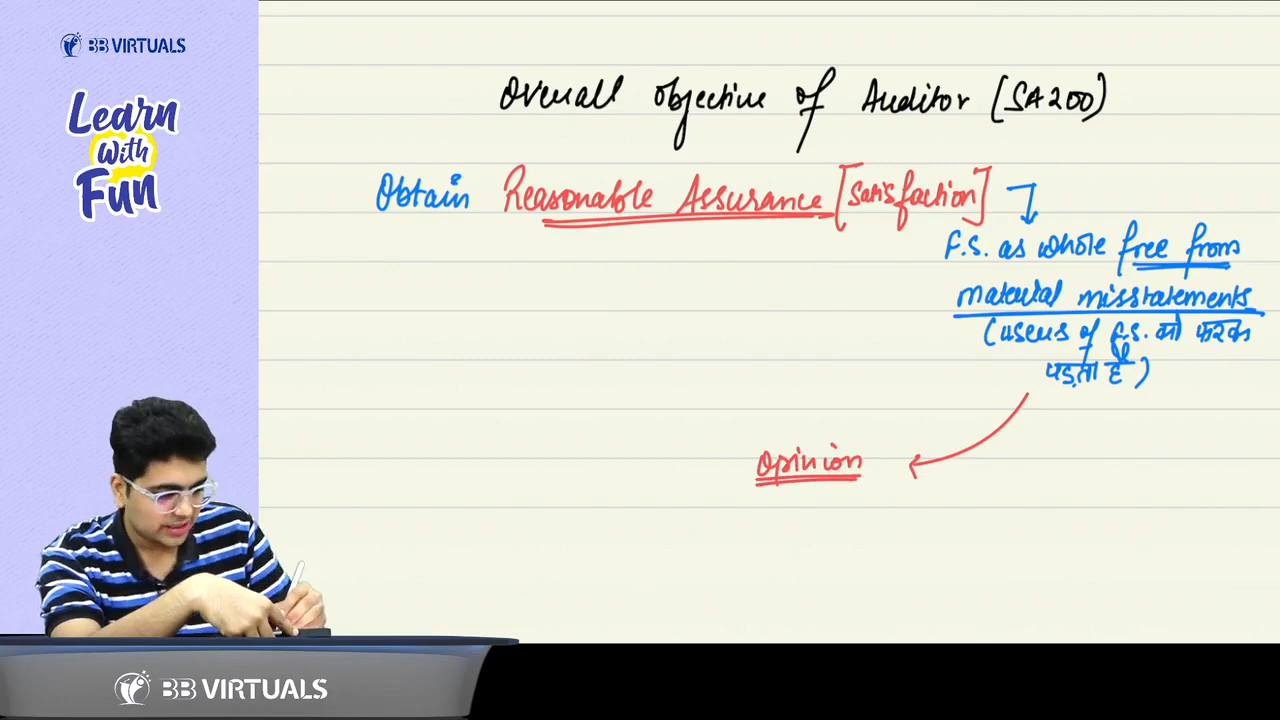 BB VIRTUALS
Learn
With
Fun
Overall objective of Auditor [SA200)
Obtain Reasonable Assurance [Satisfaction]
F.S. as whole free from
material misstatements
(users of F.S. को फरक
पड़ता है)
Opinion
BB VIRTUALS